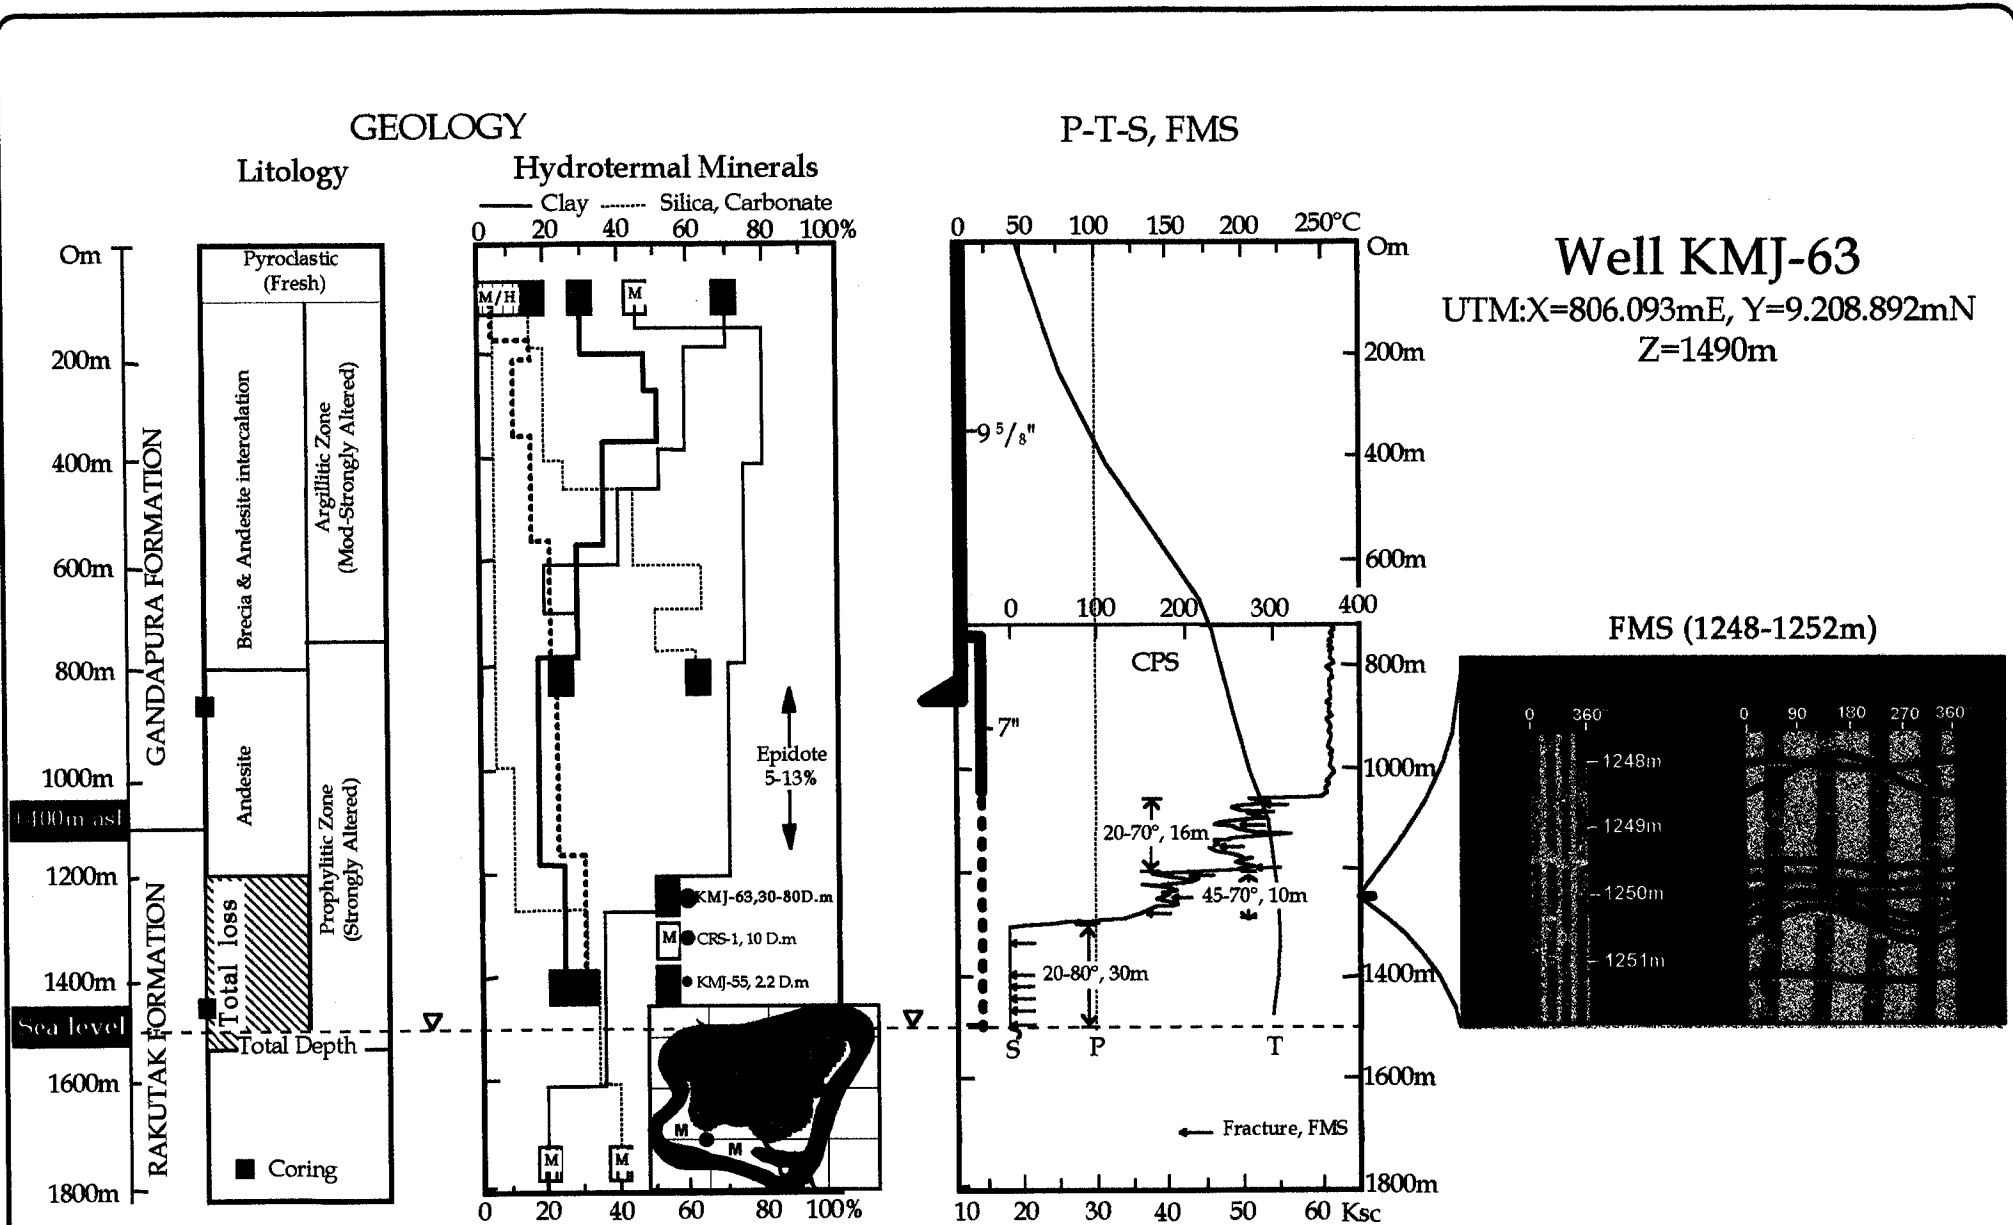 GEOLOGY
P-T-S, FMS
Litology
Hydrotermal Minerals
Clay
Silica, Carbonate
0 20 40 60 80 100%
0 50 100 150 200 250°C
Om
200m
400m
600m
800m
1000m
+400m asl
1200m
1400m
Sea level
1600m
1800m
GANDAPURA FORMATION
RAKUTAK FORMATION
Pyroclastic
(Fresh)
Brecia & Andesite intercalation
Argillitic Zone
(Mod-Strongly Altered)
Andesite
Prophylitic Zone
(Strongly Altered)
Total loss
Total Depth
Coring
M/H
M
Epidote
5-13%
KMJ-63,30-80D.m
M
CRS-1, 10 D.m
KMJ-55, 2.2 D.m
M
M
M
M
0 20 40 60 80 100%
9 5/8"
7"
0 100 200 300 400
CPS
20-70°, 16m
45-70°, 10m
20-80°, 30m
S
P
T
Fracture, FMS
Om
200m
400m
600m
800m
1000m
1400m
1600m
1800m
10 20 30 40 50 60 Ksc
Well KMJ-63
UTM:X=806.093mE, Y=9.208.892mN
Z=1490m
FMS (1248-1252m)
0 360°
0 90 180 270 360°
1248m
1249m
1250m
1251m